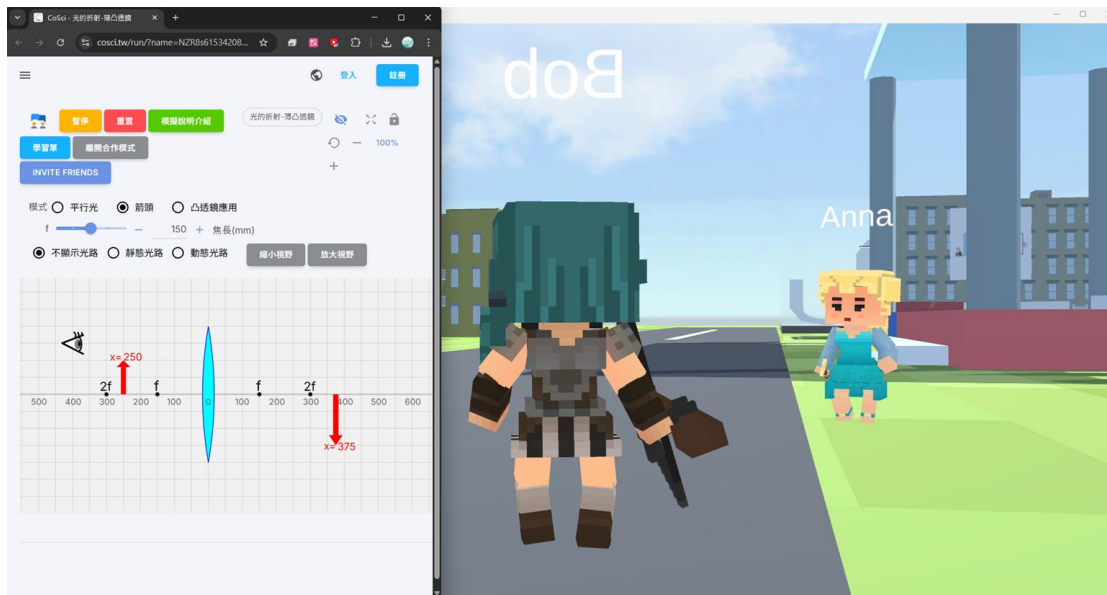 CoSci - 光的折射-薄凸透鏡
cosci.tw/run/?name=NZR8s61534208...
登入
註冊
暫停
重置
模擬說明介紹
光的折射-薄凸透鏡
學習單
離開合作模式
100%
INVITE FRIENDS
模式 平行光 箭頭 凸透鏡應用
f 150 焦長(mm)
不顯示光路 靜態光路 動態光路
縮小視野
放大視野
x= 250
2f f f 2f
500 400 300 200 100 0 100 200 300 400 500 600
x= 375
Bob
Anna